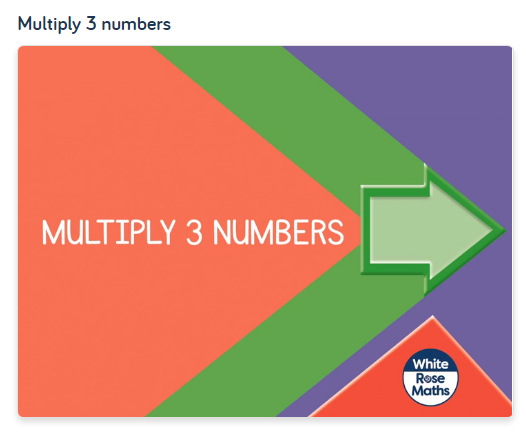 Multiply 3 numbers
MULTIPLY 3 NUMBERS
White
Rose
Maths